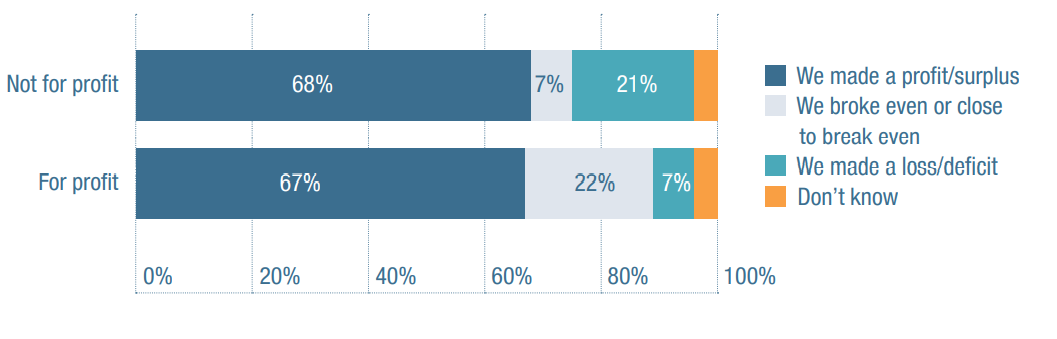 Not for profit
68%
7%
21%
For profit
67%
22%
7%
0%
20%
40%
60%
80%
100%
We made a profit/surplus
We broke even or close
to break even
We made a loss/deficit
Don't know